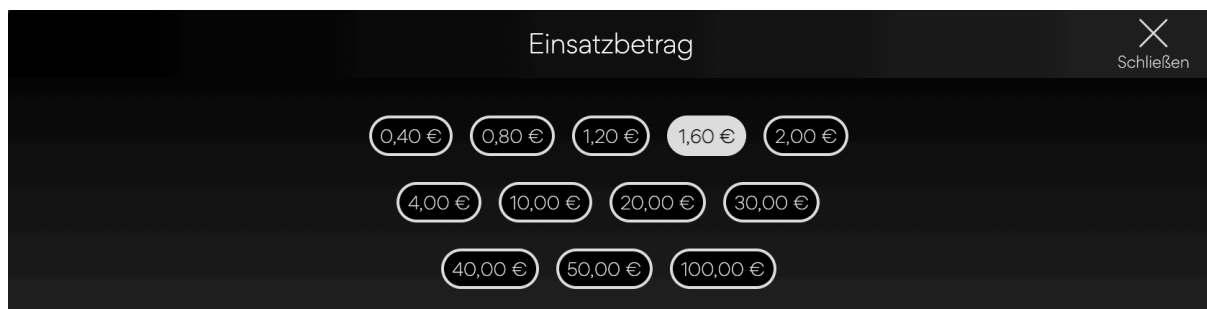 Einsatzbetrag
Schließen
0,40 € 0,80 € 1,20 € 1,60 € 2,00 €
4,00 € 10,00 € 20,00 € 30,00 €
40,00 € 50,00 € 100,00 €